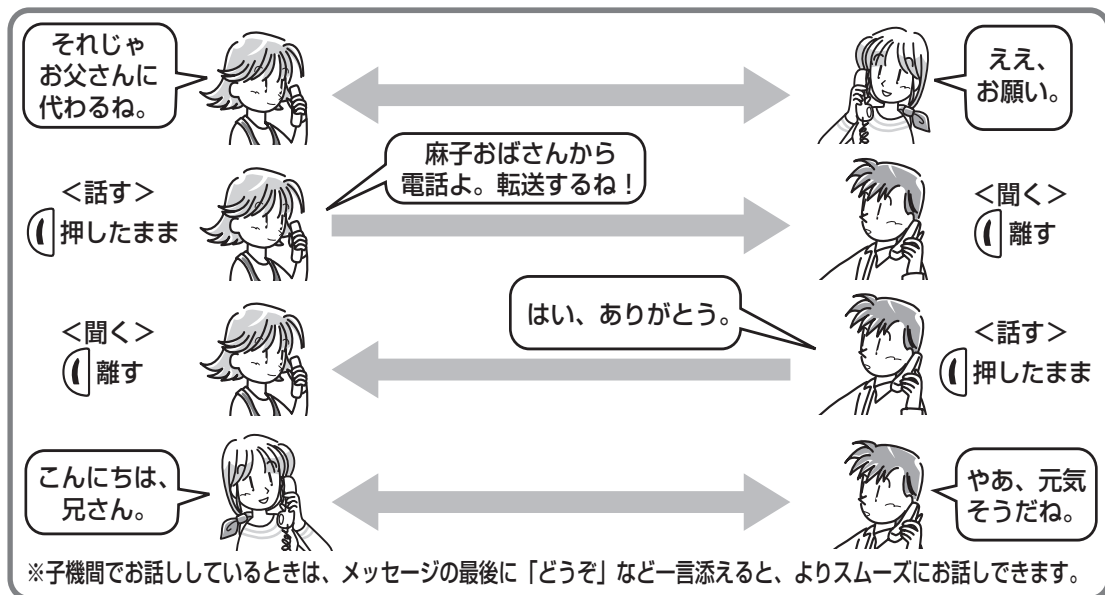 それじゃ
お父さんに
代わるね。
ええ、
お願い。
麻子おばさんから
電話よ。転送するね！
＜話す＞
押したまま
＜聞く＞
離す
はい、ありがとう。
＜聞く＞
離す
＜話す＞
押したまま
こんにちは、
兄さん。
やあ、元気
そうだね。
※子機間でお話ししているときは、メッセージの最後に「どうぞ」など一言添えると、よりスムーズにお話しできます。